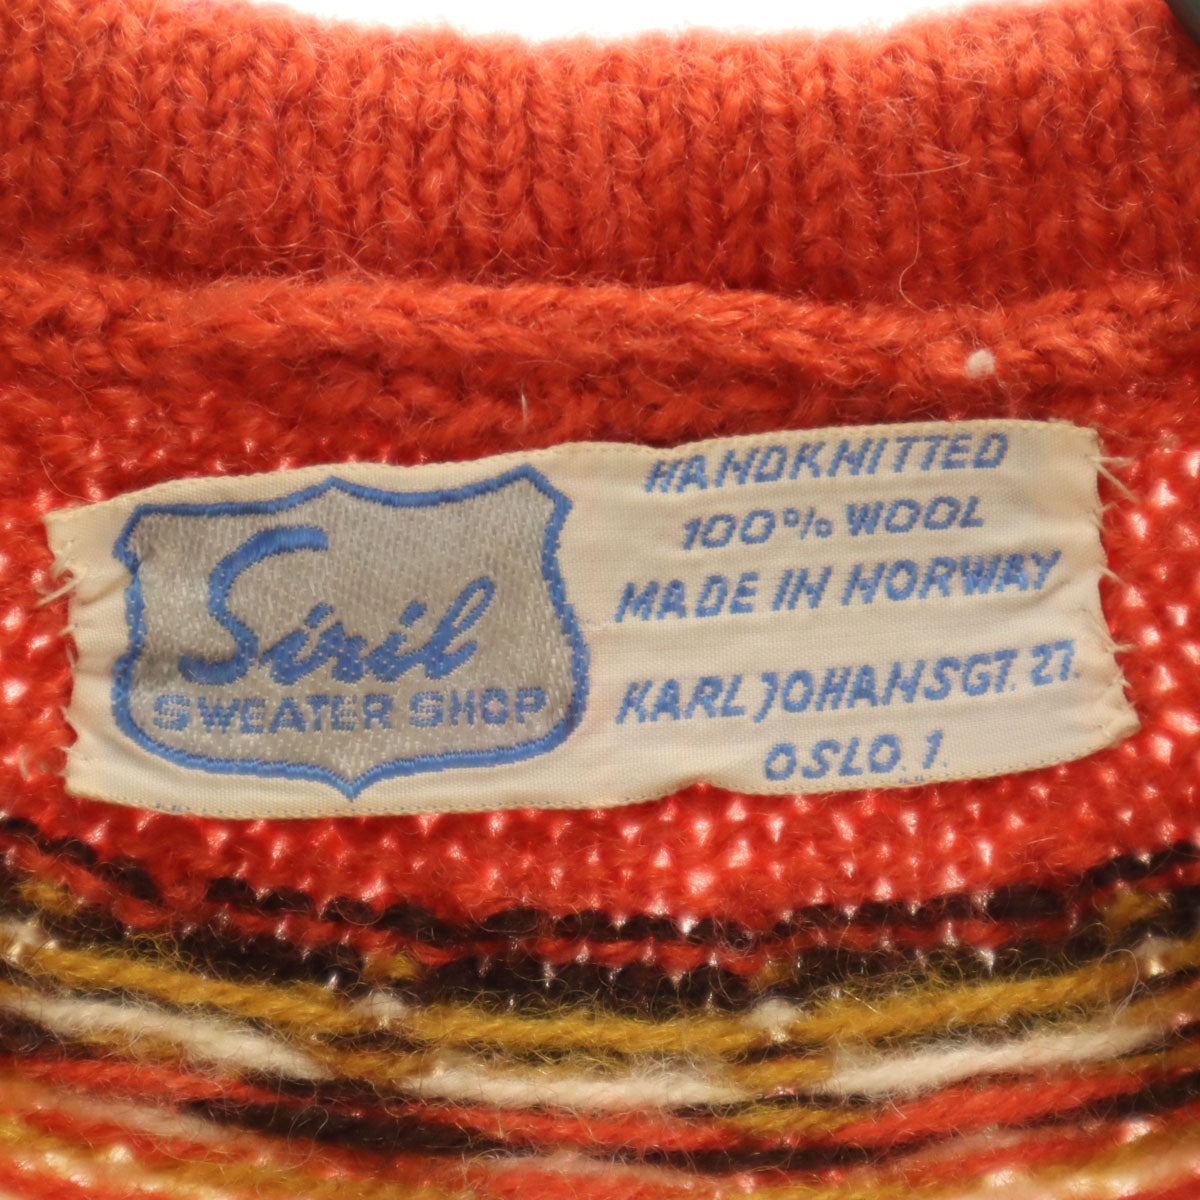 Siril
SWEATER SHOP
HANDKNITTED
100% WOOL
MADE IN NORWAY
KARL JOHANSGT. 27.
OSLO. 1.